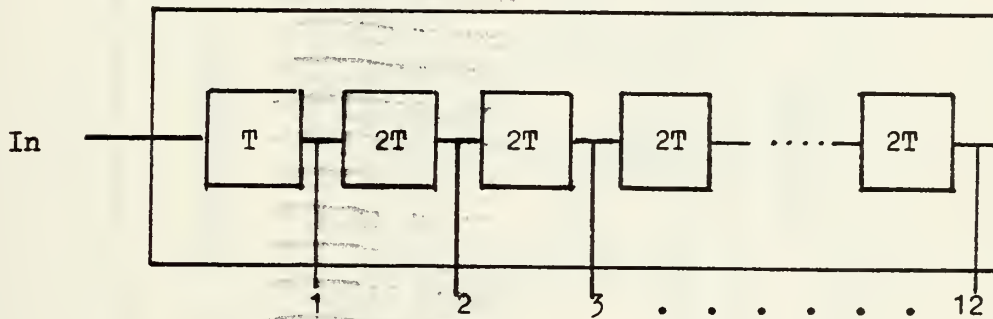 In T 2T 2T 2T ..... 2T
1 2 3 . . . . . . 12